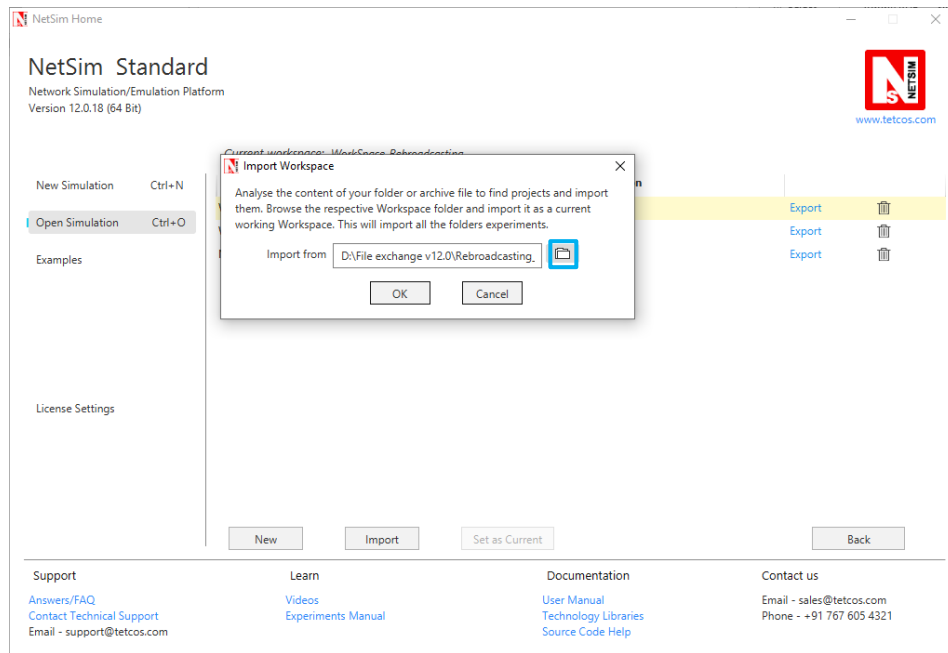 NetSim Home
NetSim Standard
Network Simulation/Emulation Platform
Version 12.0.18 (64 Bit)
NETSIM
www.tetcos.com
Current workspace: WorkSpace Rebroadcasting
Import Workspace
Analyse the content of your folder or archive file to find projects and import
them. Browse the respective Workspace folder and import it as a current
working Workspace. This will import all the folders experiments.
Import from D:\File exchange v12.0\Rebroadcasting_
OK Cancel
New Simulation Ctrl+N
Open Simulation Ctrl+O
Examples
License Settings
Export
Export
Export
New Import Set as Current Back
Support
Answers/FAQ
Contact Technical Support
Email - support@tetcos.com
Learn
Videos
Experiments Manual
Documentation
User Manual
Technology Libraries
Source Code Help
Contact us
Email - sales@tetcos.com
Phone - +91 767 605 4321